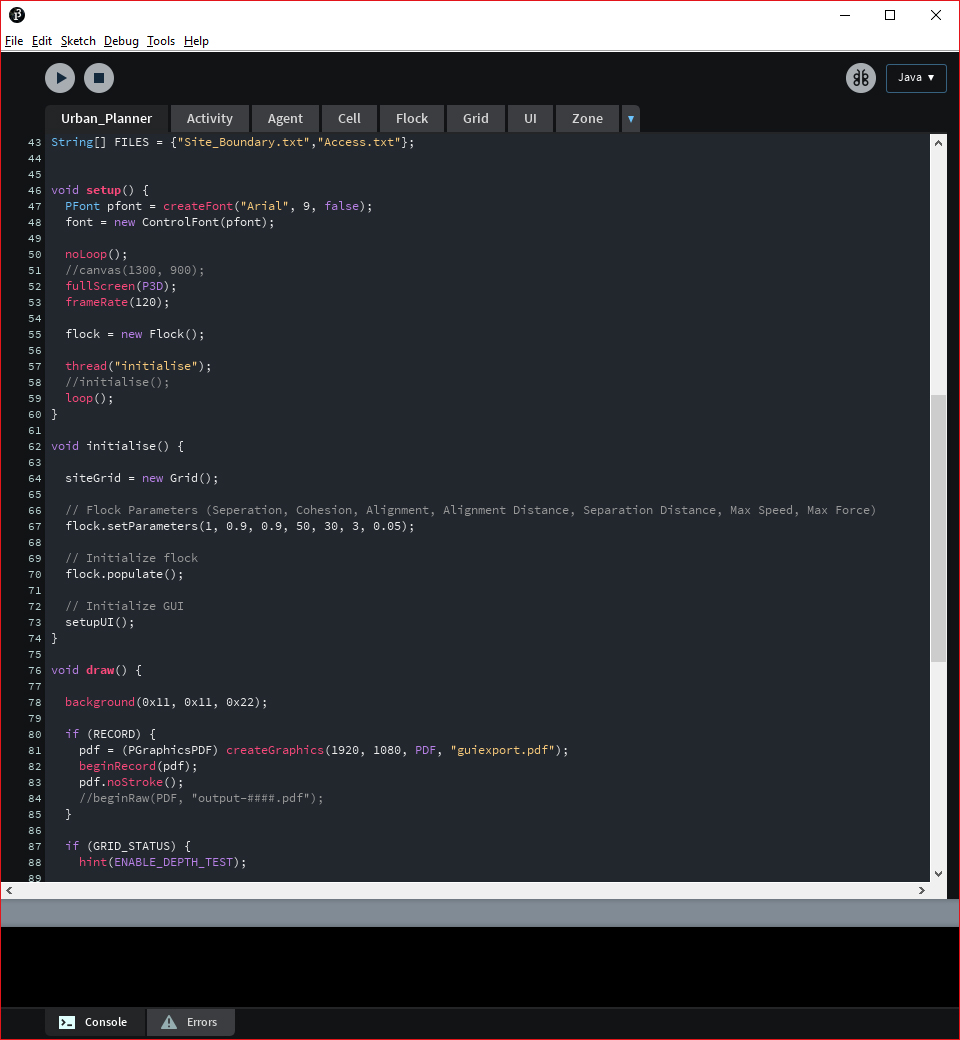 File Edit Sketch Debug Tools Help
Java ▼
Urban_Planner Activity Agent Cell Flock Grid UI Zone ▼
43 String[] FILES = {"Site_Boundary.txt","Access.txt"};
44
45
46 void setup() {
47   PFont pfont = createFont("Arial", 9, false);
48   font = new ControlFont(pfont);
49
50   noLoop();
51   //canvas(1300, 900);
52   fullScreen(P3D);
53   frameRate(120);
54
55   flock = new Flock();
56
57   thread("initialise");
58   //initialise();
59   loop();
60 }
61
62 void initialise() {
63
64   siteGrid = new Grid();
65
66   // Flock Parameters (Seperation, Cohesion, Alignment, Alignment Distance, Separation Distance, Max Speed, Max Force)
67   flock.setParameters(1, 0.9, 0.9, 50, 30, 3, 0.05);
68
69   // Initialize flock
70   flock.populate();
71
72   // Initialize GUI
73   setupUI();
74 }
75
76 void draw() {
77
78   background(0x11, 0x11, 0x22);
79
80   if (RECORD) {
81     pdf = (PGraphicsPDF) createGraphics(1920, 1080, PDF, "guiexport.pdf");
82     beginRecord(pdf);
83     pdf.noStroke();
84     //beginRaw(PDF, "output-####.pdf");
85   }
86
87   if (GRID_STATUS) {
88     hint(ENABLE_DEPTH_TEST);
89
Console Errors